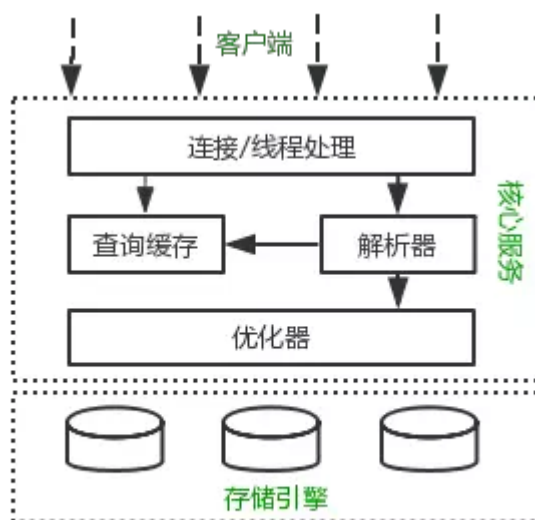 客户端
连接/线程处理
查询缓存
解析器
优化器
核心服务
存储引擎